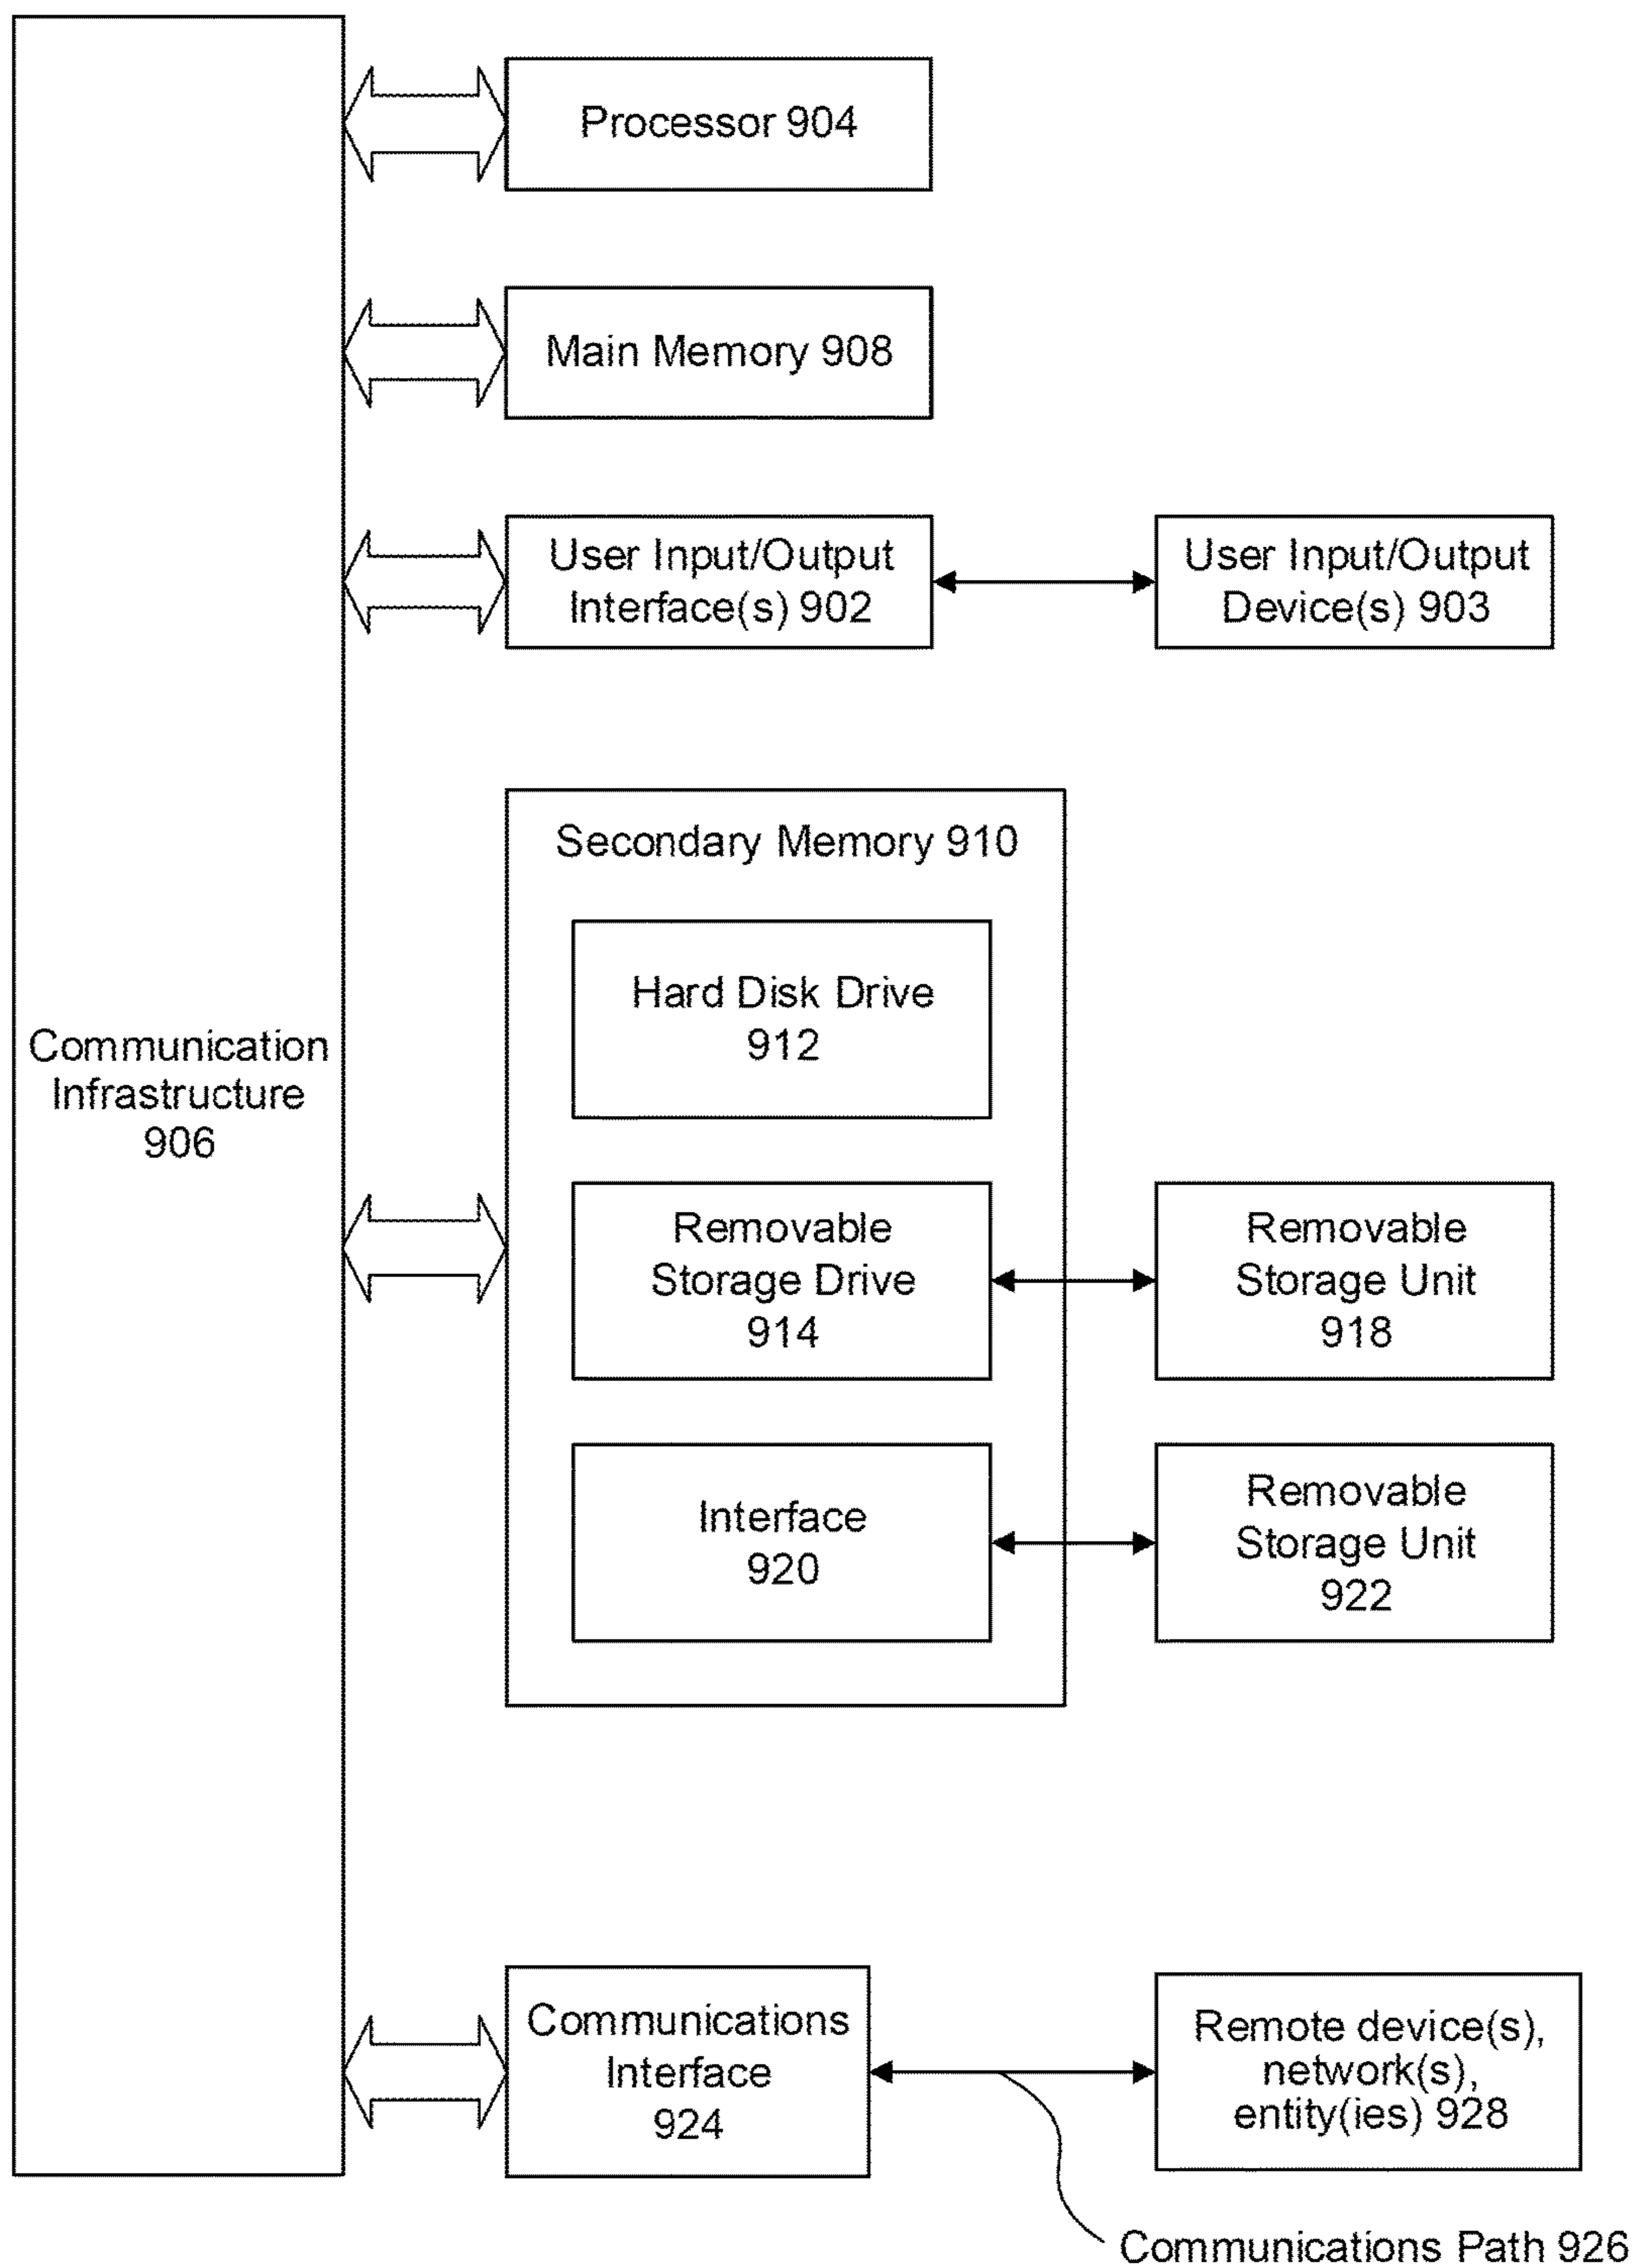 Processor 904
Main Memory 908
User Input/Output
Interface(s) 902
User Input/Output
Device(s) 903
Secondary Memory 910
Hard Disk Drive
912
Communication
Infrastructure
906
Removable
Storage Drive
914
Removable
Storage Unit
918
Interface
920
Removable
Storage Unit
922
Communications
Interface
924
Remote device(s),
network(s),
entity(ies) 928
Communications Path 926